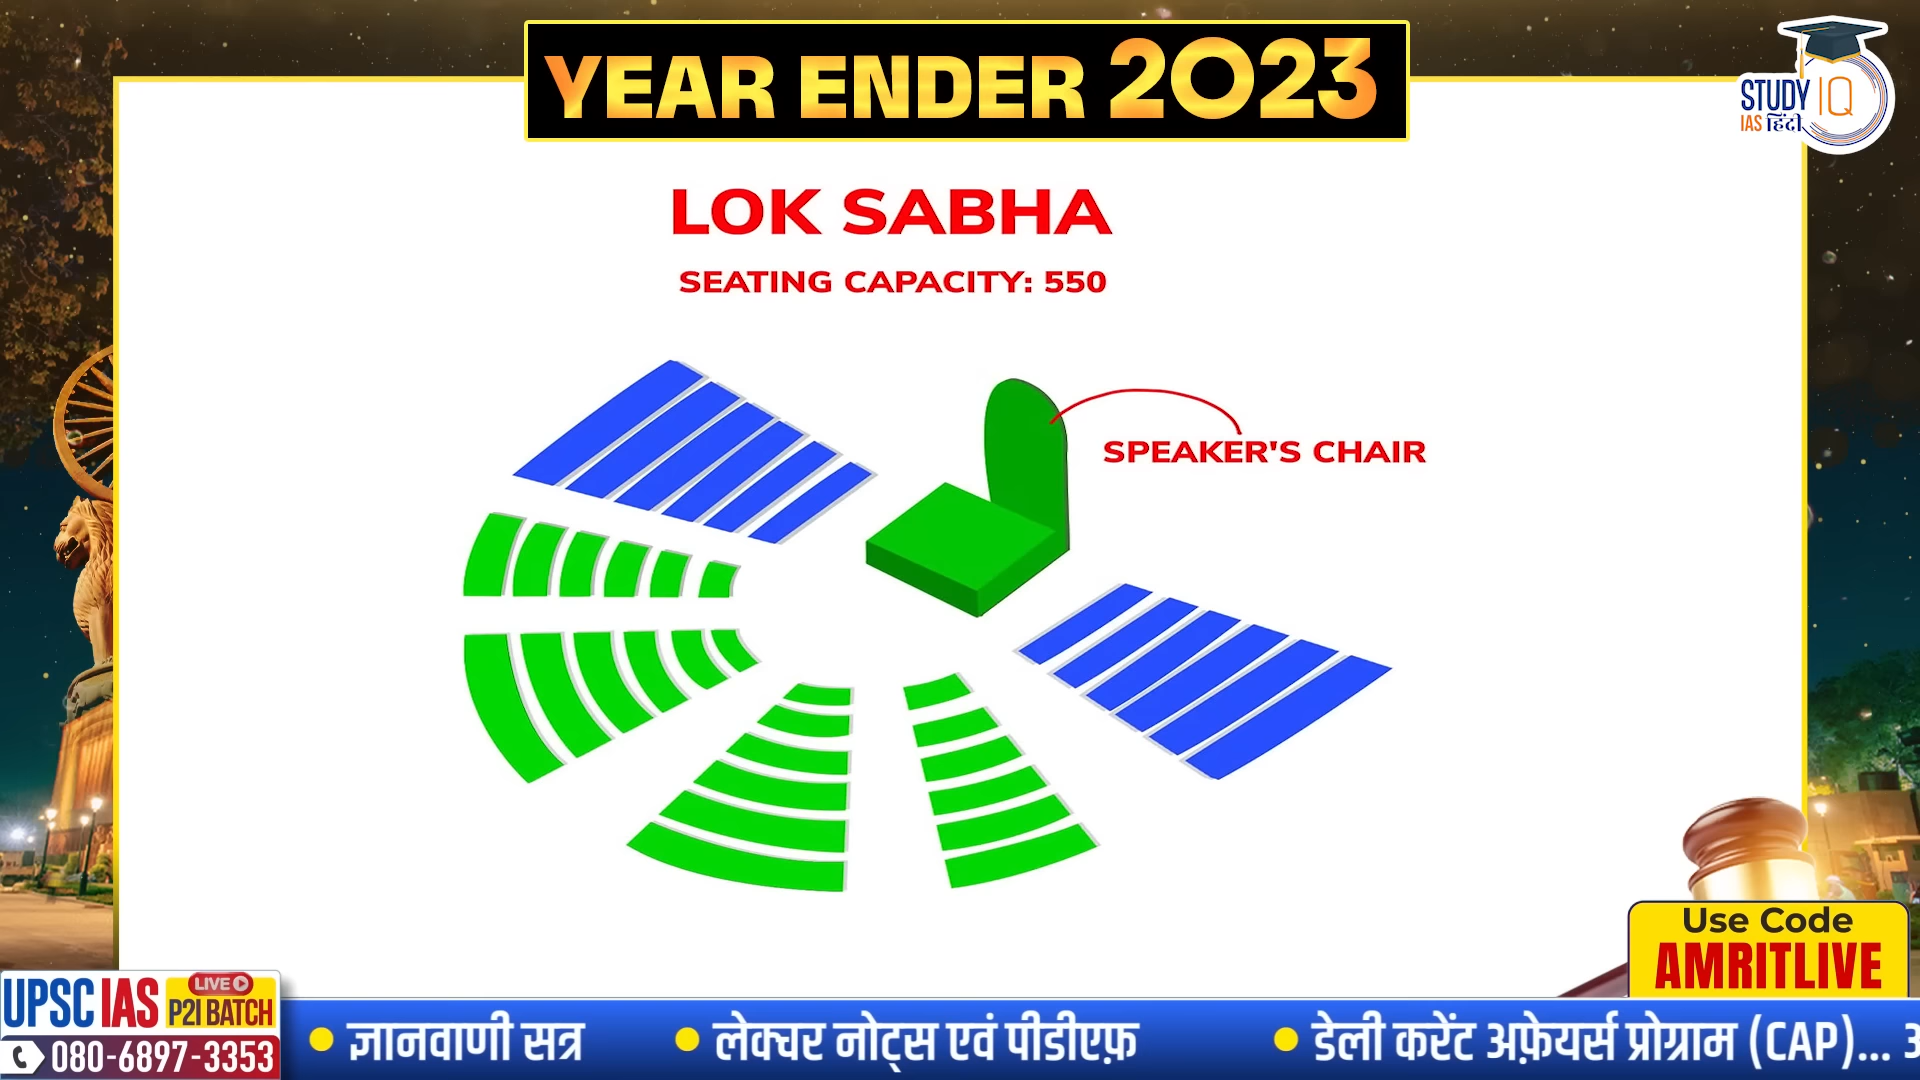 YEAR ENDER 2023
STUDY IQ
IAS हिंदी
LOK SABHA
SEATING CAPACITY: 550
SPEAKER'S CHAIR
Use Code
AMRITLIVE
UPSC IAS
LIVE
P2I BATCH
080-6897-3353
ज्ञानवाणी सत्र
लेक्चर नोट्स एवं पीडीएफ़
डेली करेंट अफ़ेयर्स प्रोग्राम (CAP)...